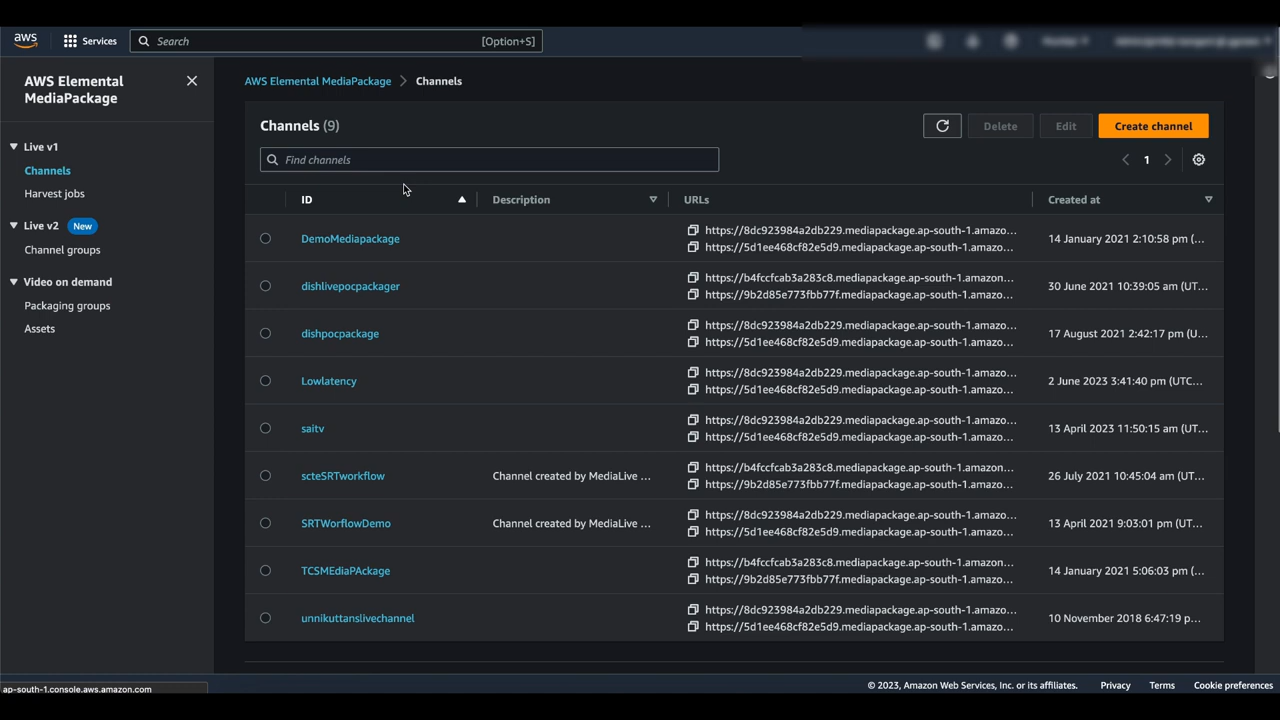 aws
Services
Search
[Option+S]
AWS Elemental
MediaPackage
Live v1
Channels
Harvest jobs
Live v2 New
Channel groups
Video on demand
Packaging groups
Assets
AWS Elemental MediaPackage > Channels
Channels (9)
Delete
Edit
Create channel
Find channels
1
ID Description URLs Created at
DemoMediapackage
https://8dc923984a2db229.mediapackage.ap-south-1.amazo...
https://5d1ee468cf82e5d9.mediapackage.ap-south-1.amazo...
14 January 2021 2:10:58 pm (...
dishlivepocpackager
https://b4fccfcab3a283c8.mediapackage.ap-south-1.amazon...
https://9b2d85e773fbb77f.mediapackage.ap-south-1.amazo...
30 June 2021 10:39:05 am (UT...
dishpocpackage
https://8dc923984a2db229.mediapackage.ap-south-1.amazo...
https://5d1ee468cf82e5d9.mediapackage.ap-south-1.amazo...
17 August 2021 2:42:17 pm (U...
Lowlatency
https://8dc923984a2db229.mediapackage.ap-south-1.amazo...
https://5d1ee468cf82e5d9.mediapackage.ap-south-1.amazo...
2 June 2023 3:41:40 pm (UTC...
saitv
https://8dc923984a2db229.mediapackage.ap-south-1.amazo...
https://5d1ee468cf82e5d9.mediapackage.ap-south-1.amazo...
13 April 2023 11:50:15 am (UT...
scteSRTworkflow
Channel created by MediaLive ...
https://b4fccfcab3a283c8.mediapackage.ap-south-1.amazon...
https://9b2d85e773fbb77f.mediapackage.ap-south-1.amazo...
26 July 2021 10:45:04 am (UT...
SRTWorflowDemo
Channel created by MediaLive ...
https://8dc923984a2db229.mediapackage.ap-south-1.amazo...
https://5d1ee468cf82e5d9.mediapackage.ap-south-1.amazo...
13 April 2021 9:03:01 pm (UT...
TCSMEdiaPAckage
https://b4fccfcab3a283c8.mediapackage.ap-south-1.amazon...
https://9b2d85e773fbb77f.mediapackage.ap-south-1.amazo...
14 January 2021 5:06:03 pm (...
unnikuttanslivechannel
https://8dc923984a2db229.mediapackage.ap-south-1.amazo...
https://5d1ee468cf82e5d9.mediapackage.ap-south-1.amazo...
10 November 2018 6:47:19 p...
ap-south-1.console.aws.amazon.com
© 2023, Amazon Web Services, Inc. or its affiliates. Privacy Terms Cookie preferences